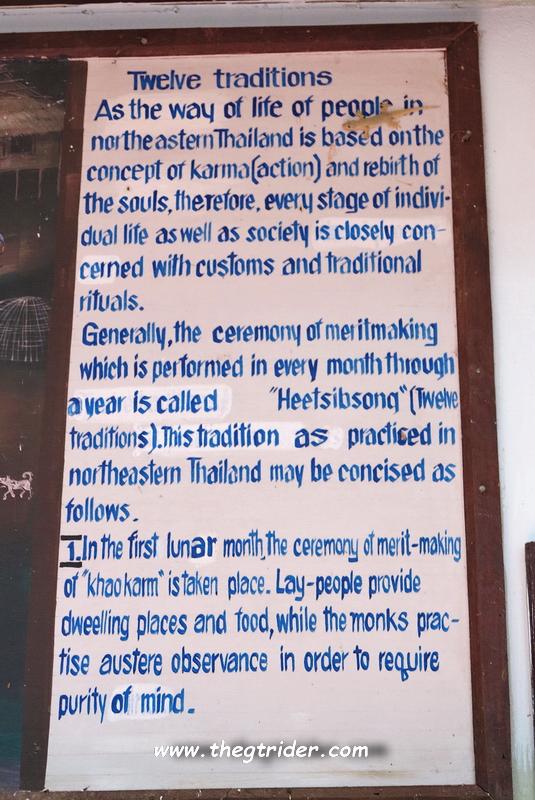 Twelve traditions
As the way of life of people in
northeastern Thailand is based on the
concept of karma(action) and rebirth of
the souls, therefore, every stage of indivi-
dual life as well as society is closely con-
cerned with customs and traditional
rituals.
Generally, the ceremony of meritmaking
which is performed in every month through
a year is called "Heetsibsong" (Twelve
traditions).This tradition as practiced in
northeastern Thailand may be concised as
follows.
1.In the first lunar month,the ceremony of merit-making
of "khaokarm" is taken place. Lay-people provide
dweelling places and food, while the monks prac-
tise austere observance in order to require
purity of mind.
www.thegtrider.com